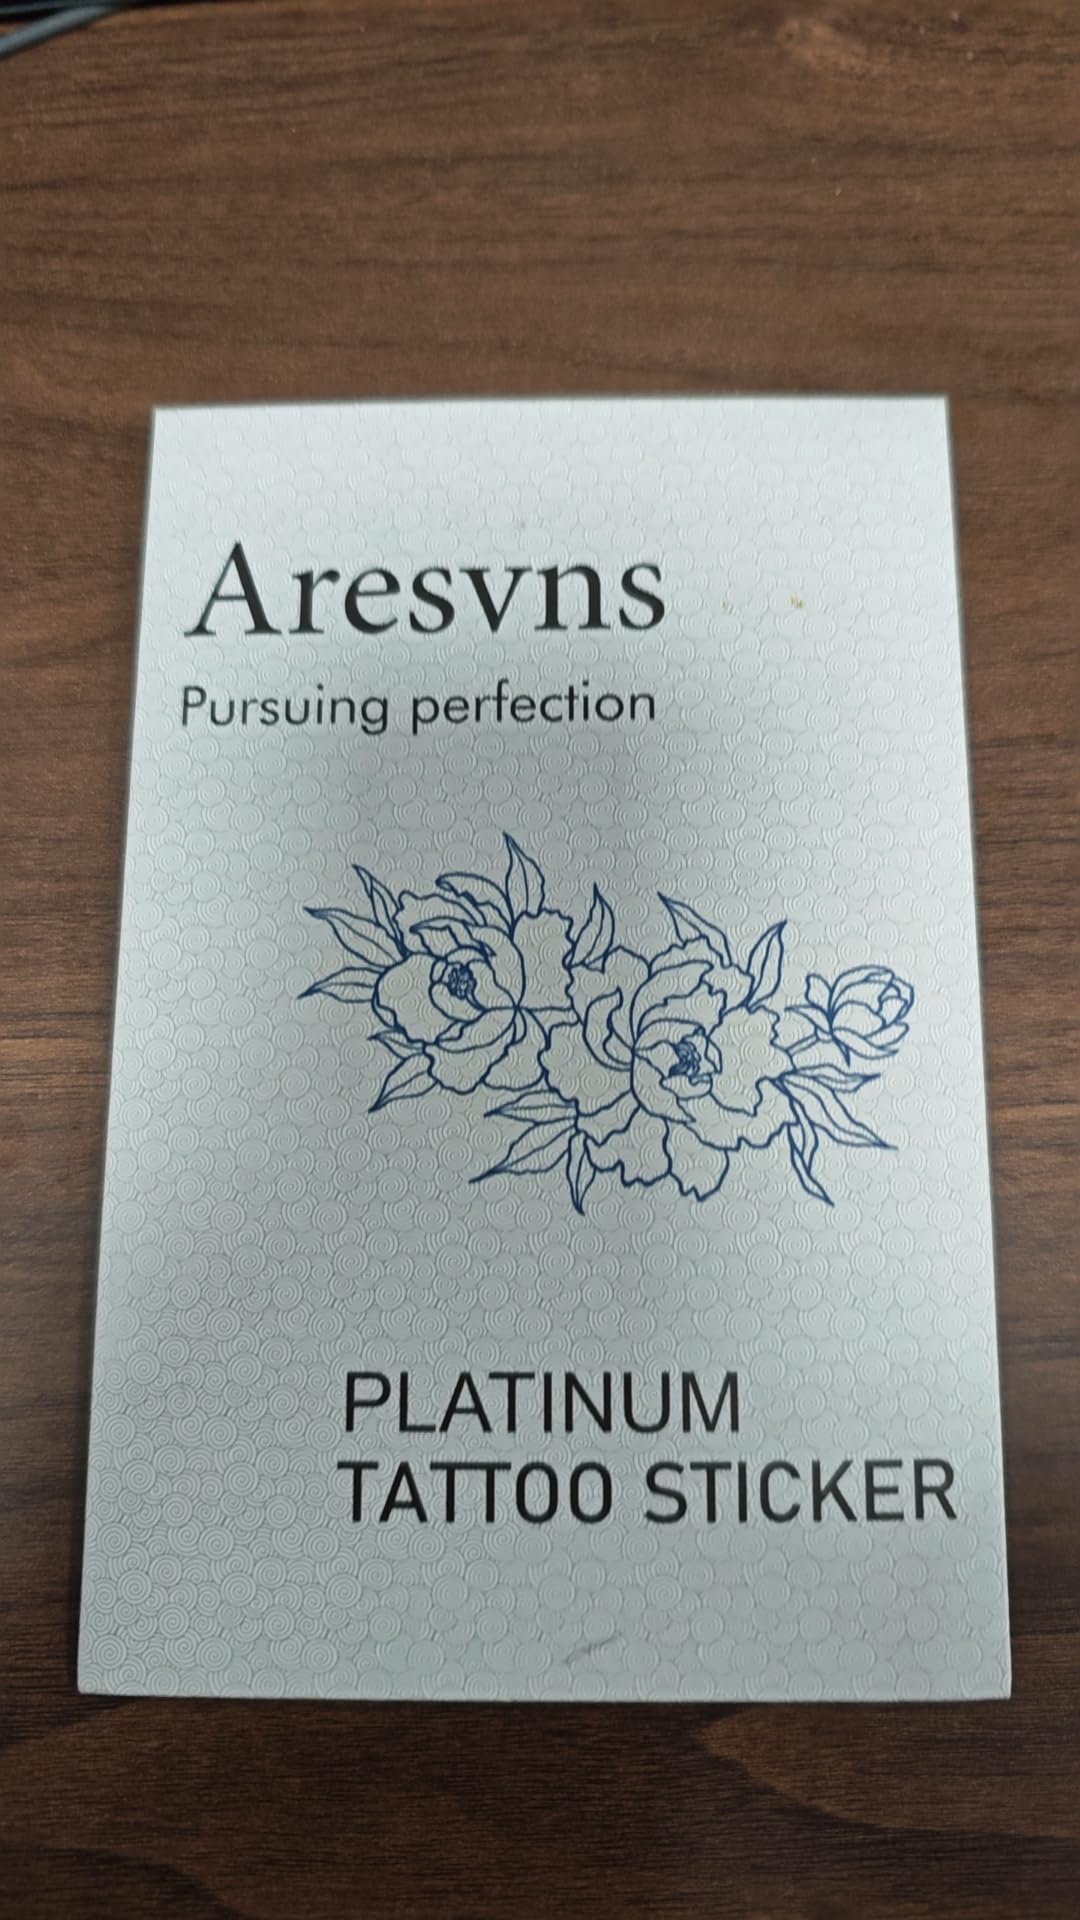 Aresvns
Pursuing perfection
PLATINUM
TATTOO STICKER